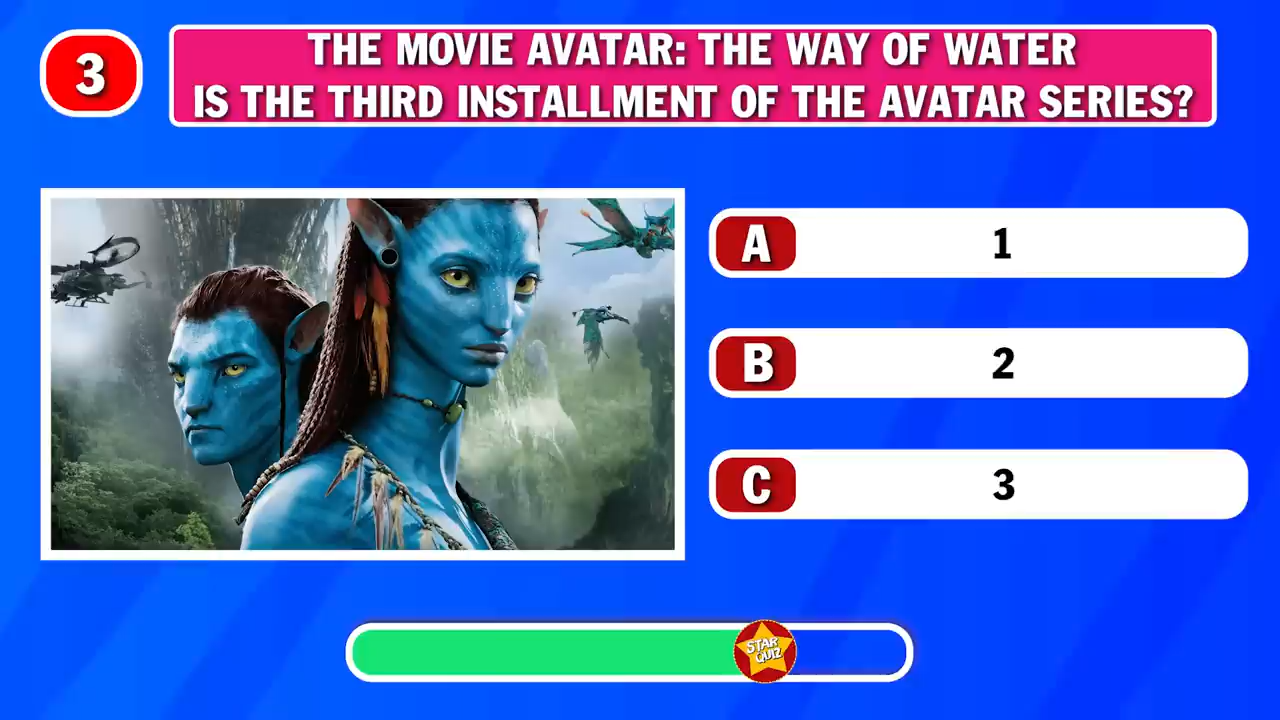 3
THE MOVIE AVATAR: THE WAY OF WATER
IS THE THIRD INSTALLMENT OF THE AVATAR SERIES?
A 1
B 2
C 3
STAR
QUIZ